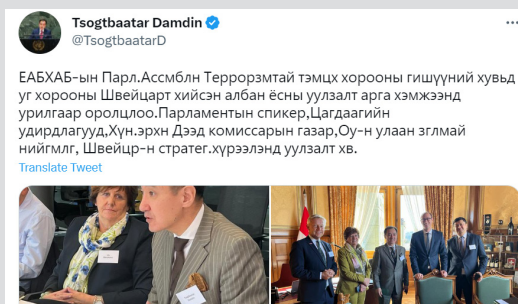 Tsogtbaatar Damdin
@TsogtbaatarD
ЕАБХАБ-ын Парл.Ассмблн Террорзмтай тэмцх хорооны гишүүний хувьд
уг хорооны Швейцарт хийсэн албан ёсны уулзалт арга хэмжээнд
урилгаар оролцлоо.Парламентын спикер,Цагдаагийн
удирдлагууд,Хүн.эрхн Дээд комиссарын газар,Оу-н улаан зглмай
нийгмлг, Швейцр-н стратег.хүрээлэнд уулзалт хв.
Translate Tweet